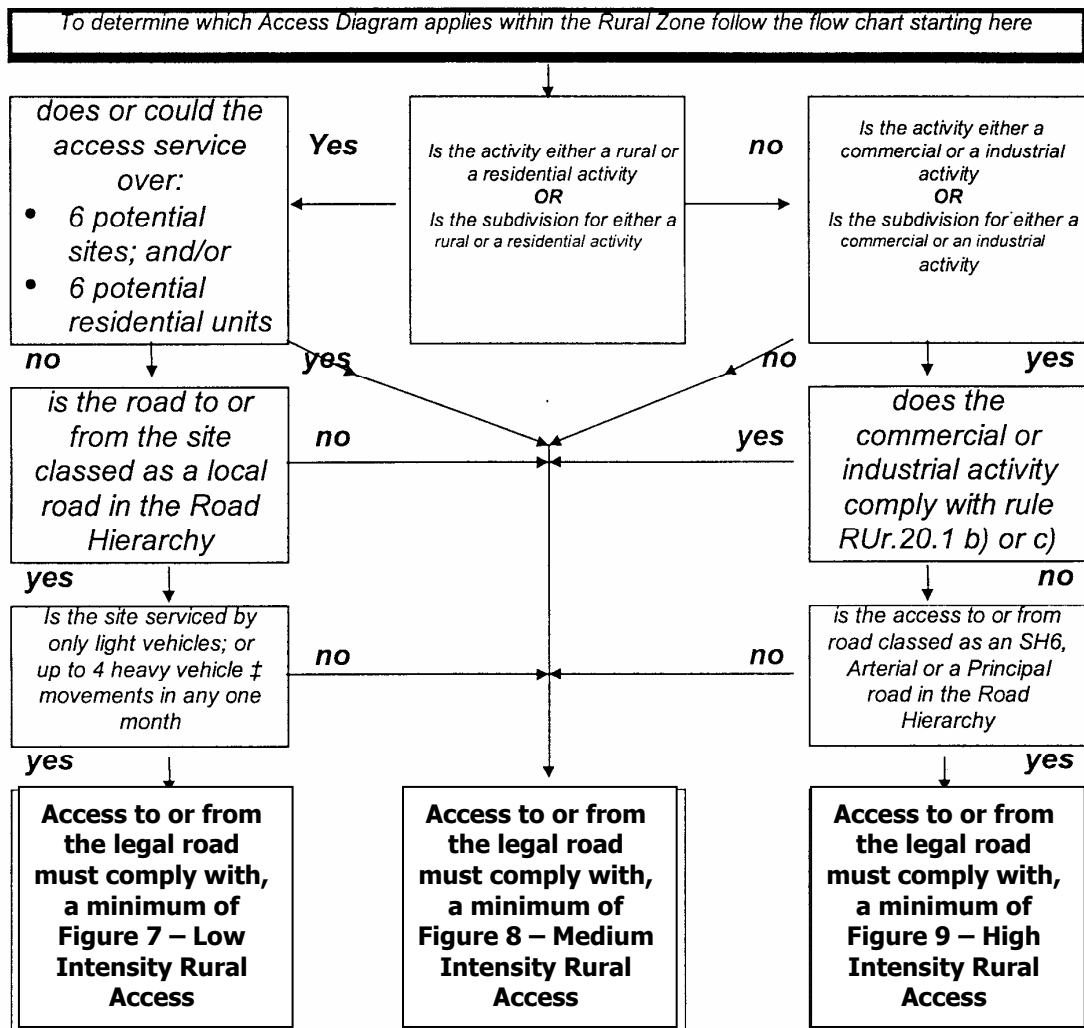 To determine which Access Diagram applies within the Rural Zone follow the flow chart starting here
does or could the
access service
over:
• 6 potential
sites; and/or
• 6 potential
residential units
Yes
Is the activity either a rural or
a residential activity
OR
Is the subdivision for either a
rural or a residential activity
no
Is the activity either a
commercial or a industrial
activity
OR
Is the subdivision for either a
commercial or an industrial
activity
no
yes
no
yes
is the road to or
from the site
classed as a local
road in the Road
Hierarchy
no
yes
does the
commercial or
industrial activity
comply with rule
RUr.20.1 b) or c)
yes
no
Is the site serviced by
only light vehicles; or
up to 4 heavy vehicle ‡
movements in any one
month
no
no
is the access to or from
road classed as an SH6,
Arterial or a Principal
road in the Road
Hierarchy
yes
yes
Access to or from
the legal road
must comply with,
a minimum of
Figure 7 – Low
Intensity Rural
Access
Access to or from
the legal road
must comply with,
a minimum of
Figure 8 – Medium
Intensity Rural
Access
Access to or from
the legal road
must comply with,
a minimum of
Figure 9 – High
Intensity Rural
Access